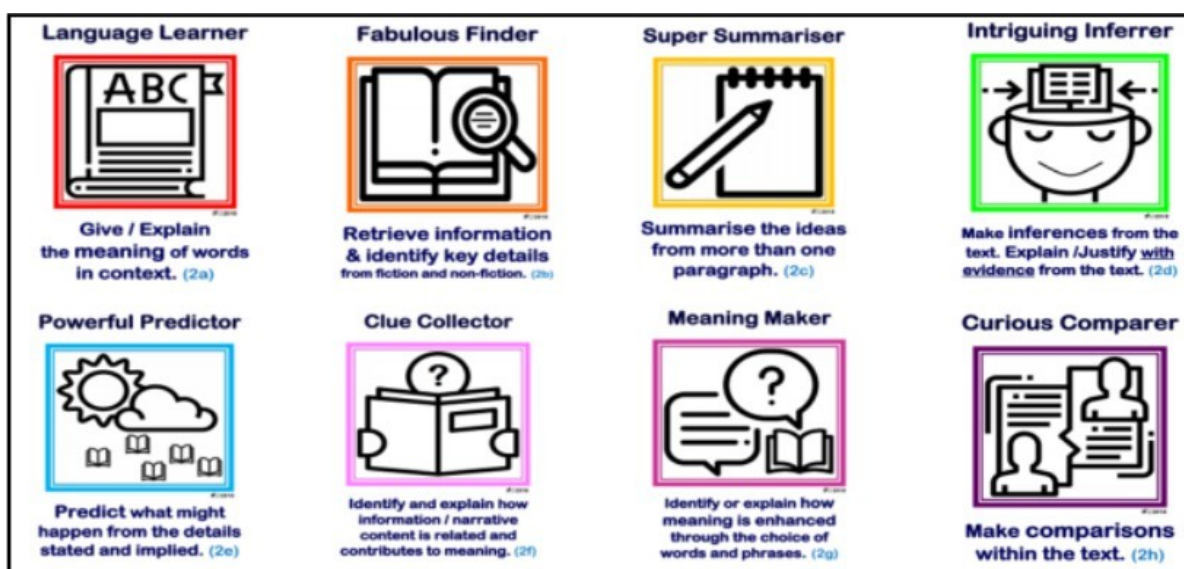 Language Learner
ABC
Give / Explain
the meaning of words
in context. (2a)
Fabulous Finder
Retrieve information
& identify key details
from fiction and non-fiction. (2b)
Super Summariser
Summarise the ideas
from more than one
paragraph. (2c)
Intriguing Inferrer
Make inferences from the
text. Explain /Justify with
evidence from the text. (2d)
Powerful Predictor
Predict what might
happen from the details
stated and implied. (2e)
Clue Collector
?
Identify and explain how
information / narrative
content is related and
contributes to meaning. (2f)
Meaning Maker
?
Identify or explain how
meaning is enhanced
through the choice of
words and phrases. (2g)
Curious Comparer
Make comparisons
within the text. (2h)